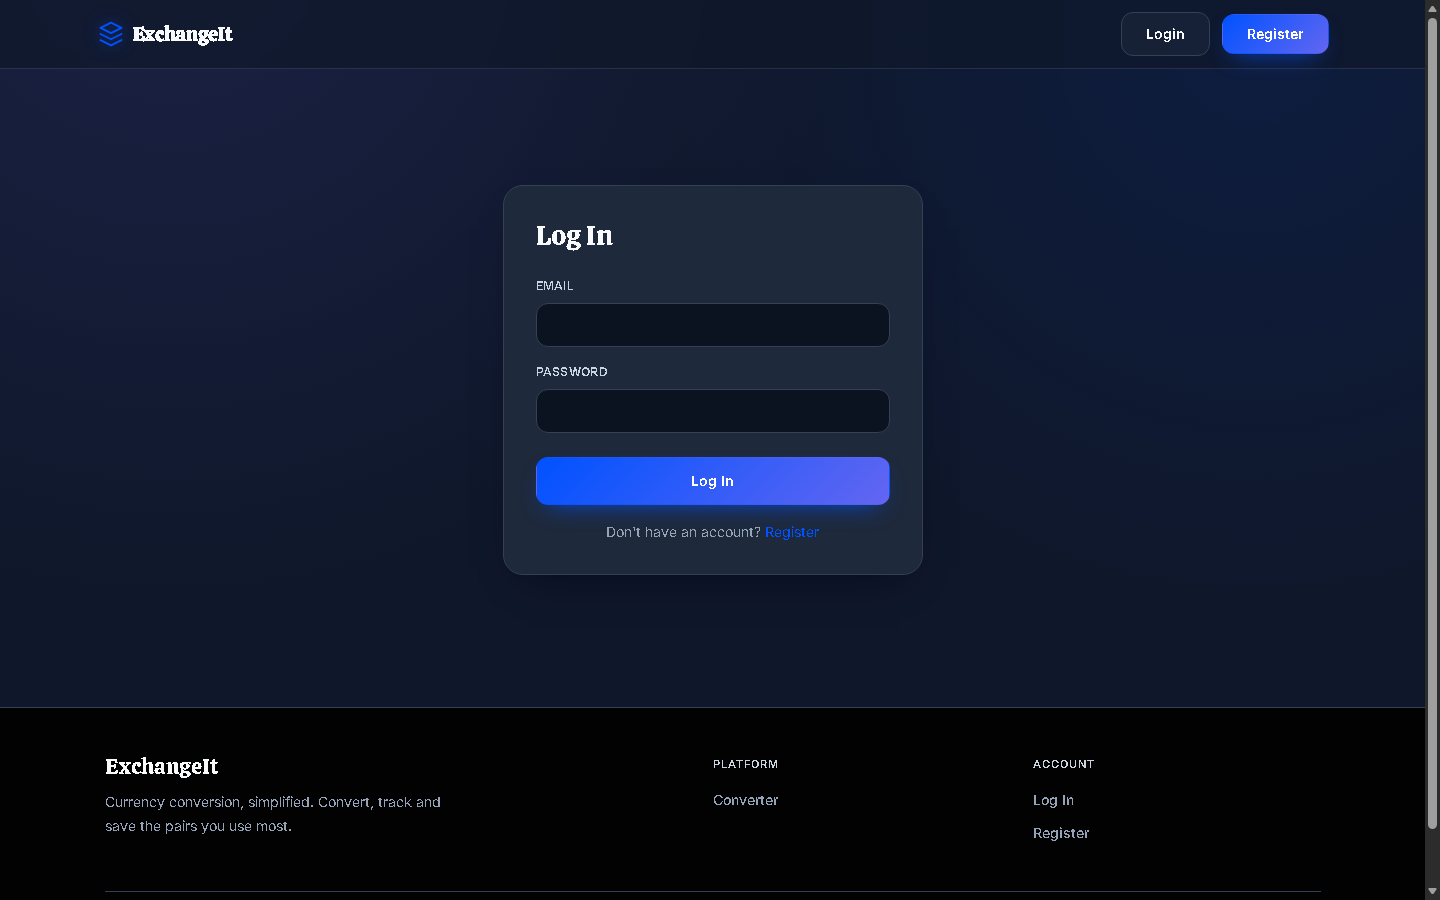 ExchangeIt
Login
Register
Log In
EMAIL
PASSWORD
Log In
Don't have an account? Register
ExchangeIt
Currency conversion, simplified. Convert, track and
save the pairs you use most.
PLATFORM
Converter
ACCOUNT
Log In
Register